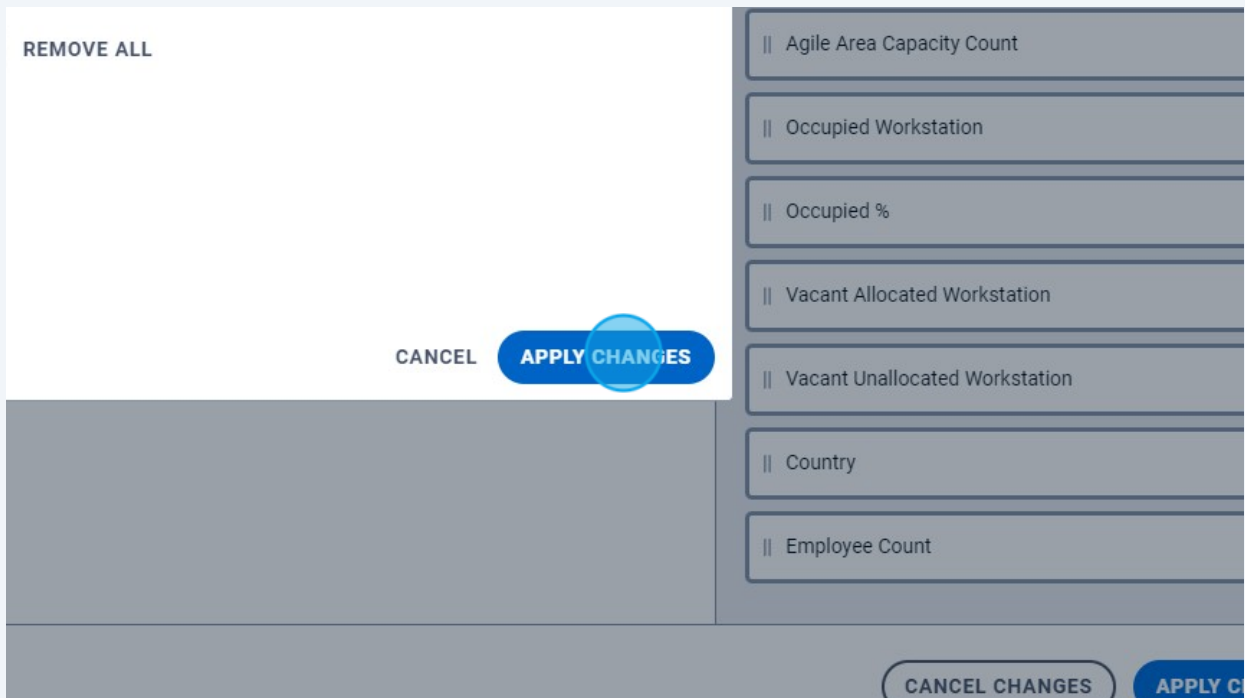 REMOVE ALL
CANCEL
APPLY CHANGES
Agile Area Capacity Count
Occupied Workstation
Occupied %
Vacant Allocated Workstation
Vacant Unallocated Workstation
Country
Employee Count
CANCEL CHANGES
APPLY